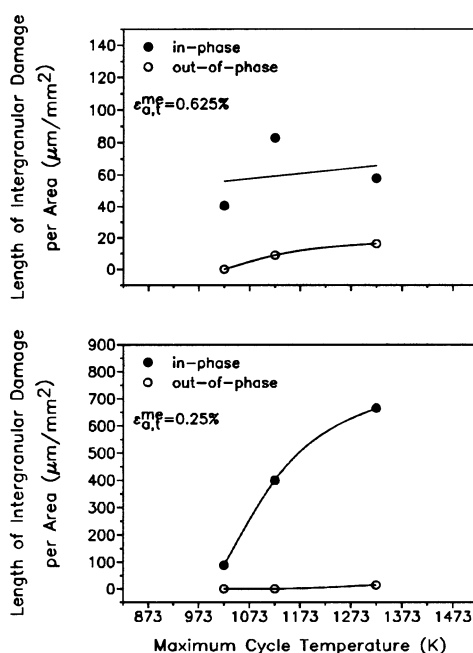 Length of Intergranular Damage
per Area (μm/mm²)
140
120
100
80
60
40
20
0
● in-phase
○ out-of-phase
εᵐᵉₐ,ₜ=0.625%
Length of Intergranular Damage
per Area (μm/mm²)
900
800
700
600
500
400
300
200
100
0
● in-phase
○ out-of-phase
εᵐᵉₐ,ₜ=0.25%
873 973 1073 1173 1273 1373 1473
Maximum Cycle Temperature (K)